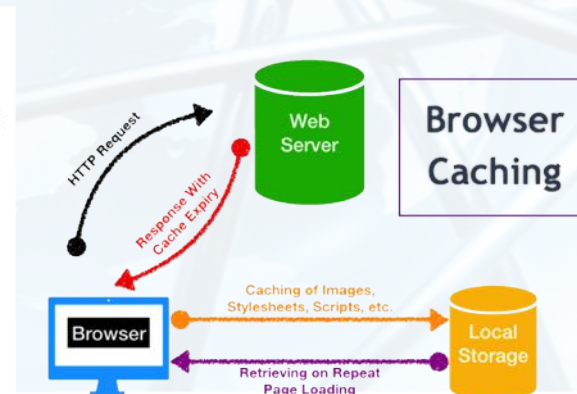 Browser
Caching
Web
Server
HTTP Request
Response With
Cache Expiry
Caching of Images,
Stylesheets, Scripts, etc.
Browser
Local
Storage
Retrieving on Repeat
Page Loading